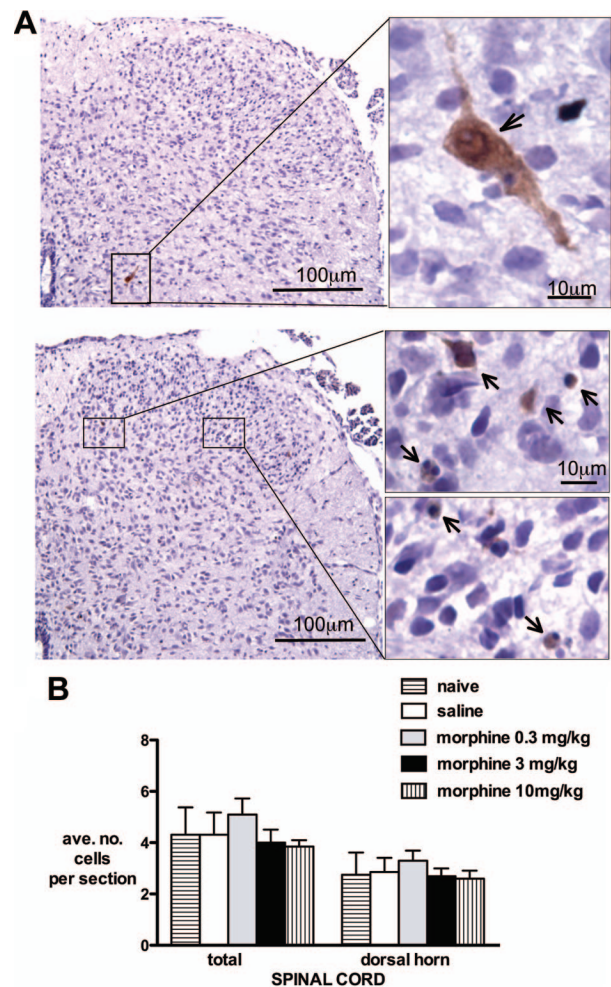 A
100μm
10μm
100μm
10μm
10μm
B
naive
saline
morphine 0.3 mg/kg
morphine 3 mg/kg
morphine 10mg/kg
8
6
4
2
0
ave. no.
cells
per section
total
dorsal horn
SPINAL CORD